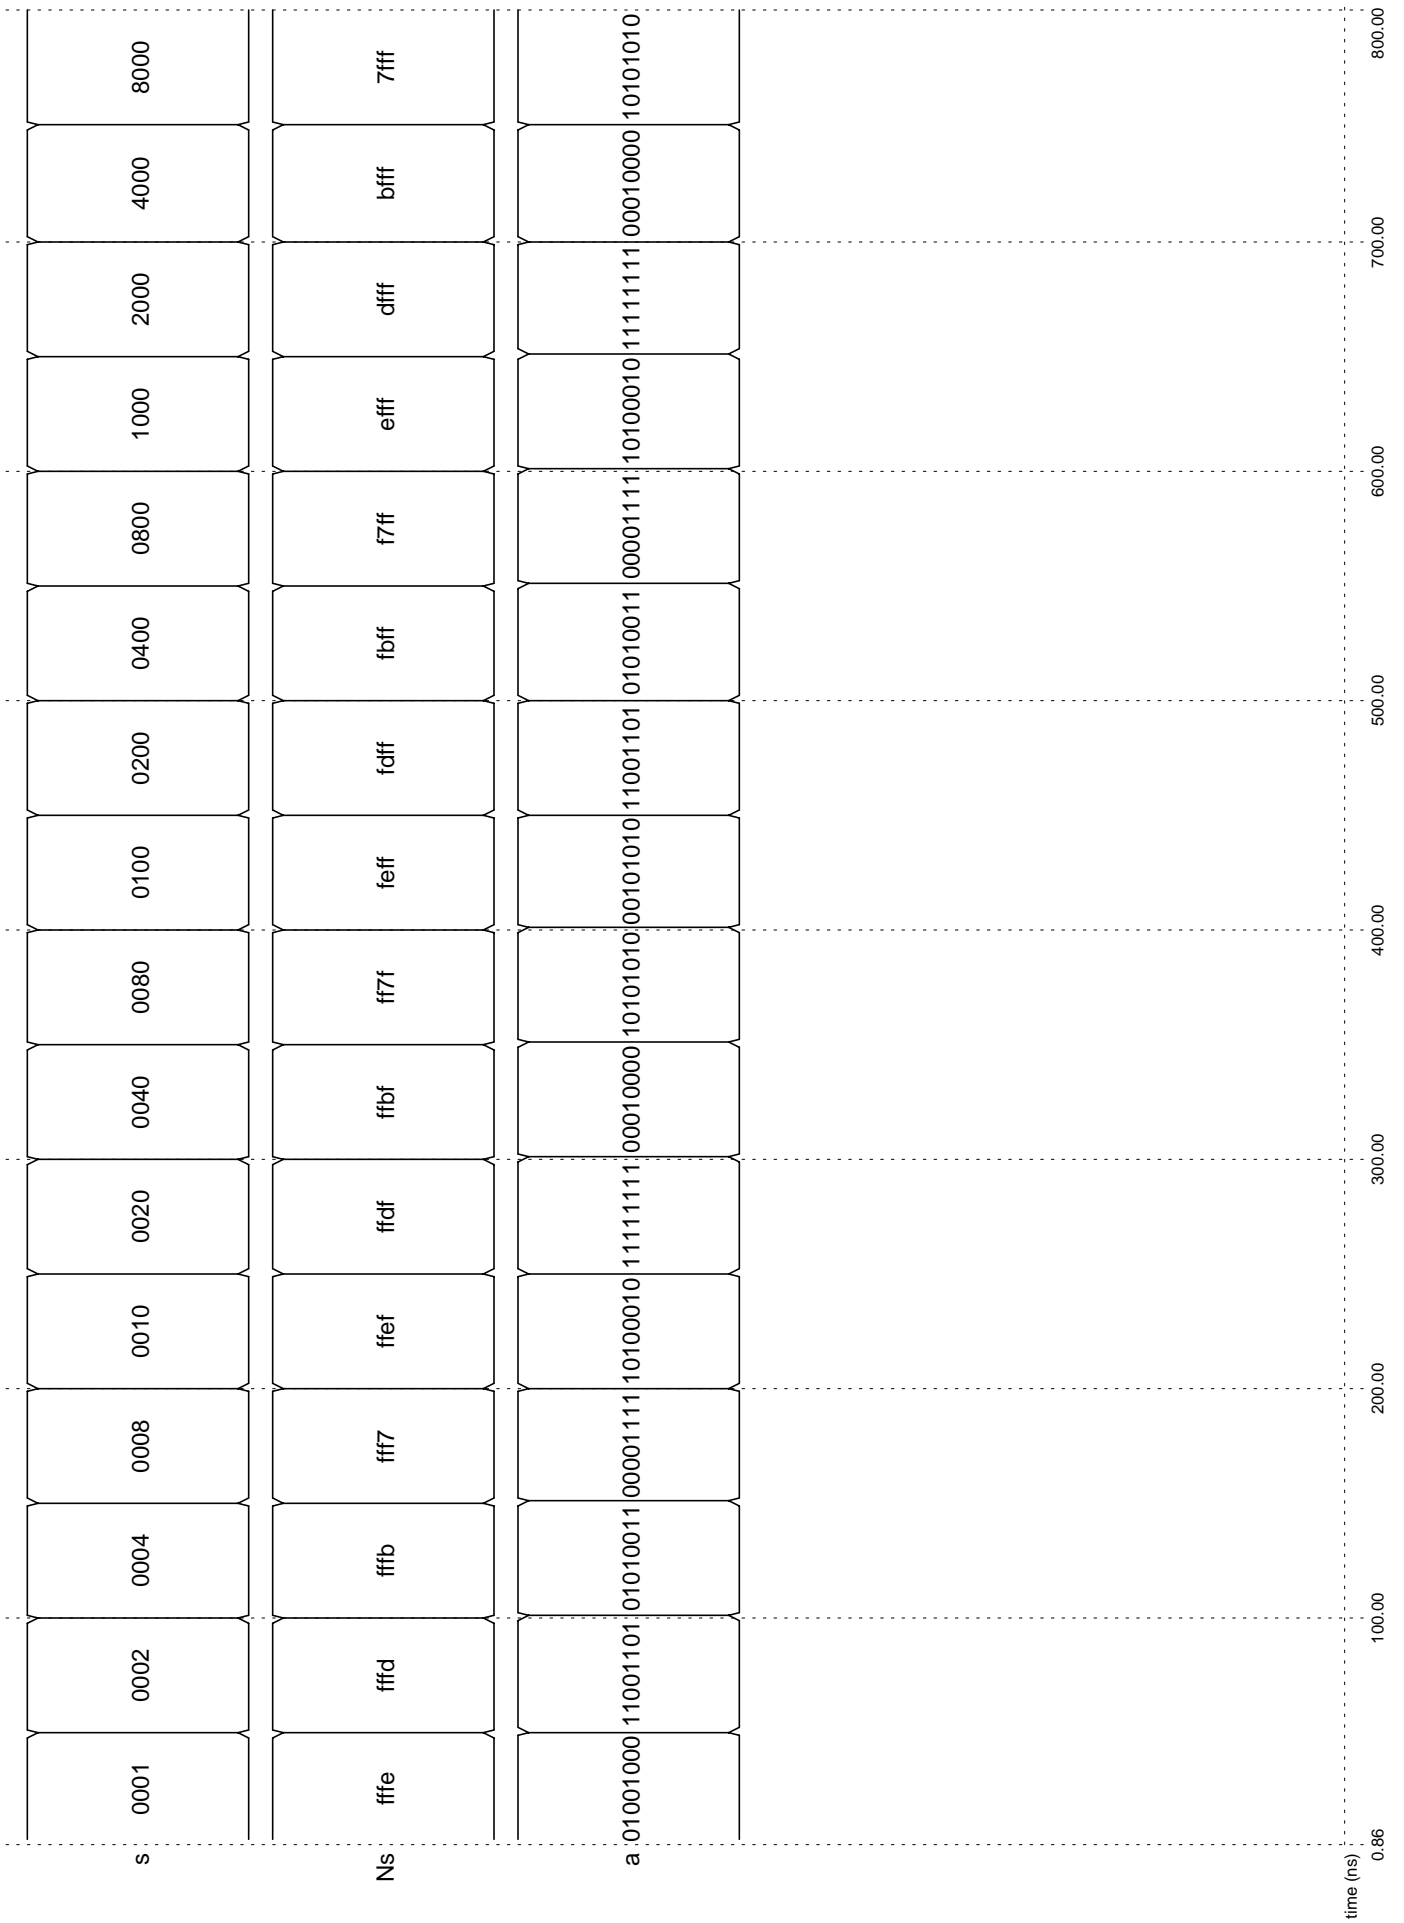 s 0001 0002 0004 0008 0010 0020 0040 0080 0100 0200 0400 0800 1000 2000 4000 8000
Ns fffe fffd fffb fff7 ffef ffdf ffbf ff7f feff fdff fbff f7ff efff dfff bfff 7fff
a 01001000 11001101 01010011 00001111 10100010 11111111 00010000 10101010 00101010 11001101 01010011 00001111 10100010 11111111 00010000 10101010
time (ns) 0.86 100.00 200.00 300.00 400.00 500.00 600.00 700.00 800.00